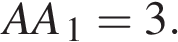 AA₁ = 3.